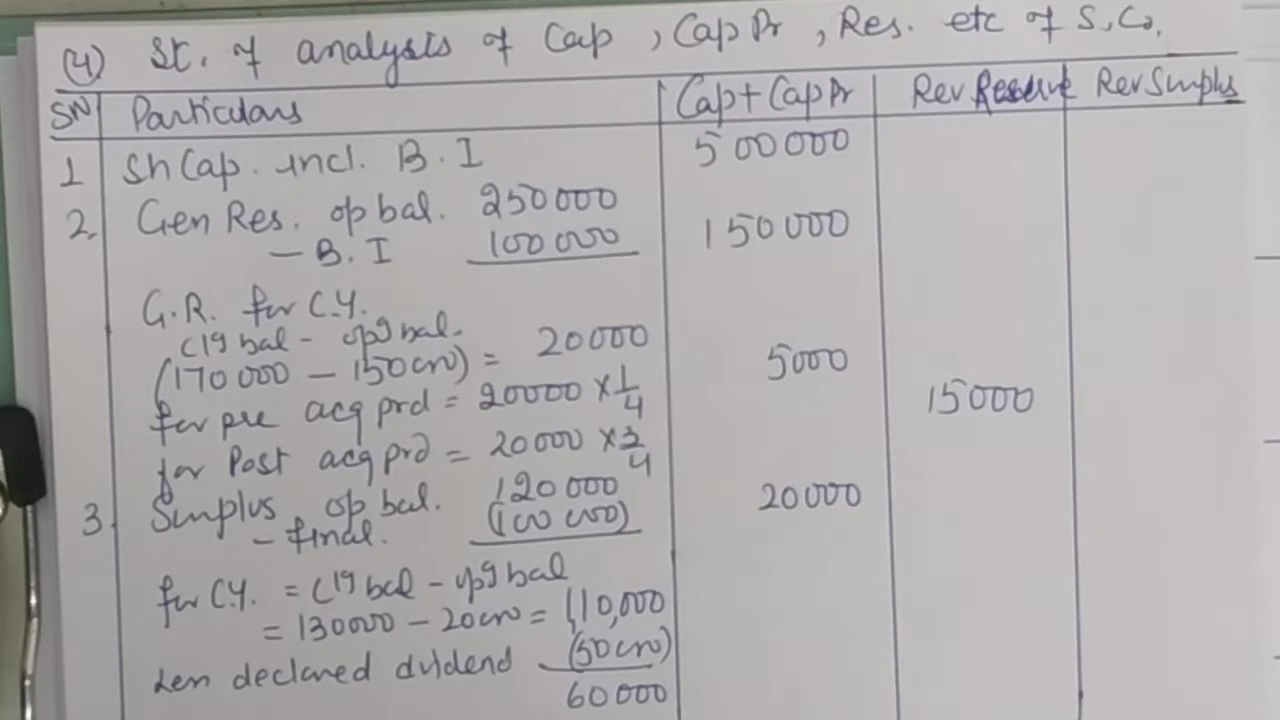 (4) St. of analysis of Cap, Cap Pr, Res. etc of S.Co.
SN Particulars Cap+Cap Pr Rev Reserve Rev Surplus
1 Sh Cap. incl. B.I 500000
2. Gen Res. op bal. 250000
- B.I 100000 150000
G.R. for C.Y.
Clg bal - opg bal.
(170000 - 150000) = 20000
for pre acq prd = 20000 x 1/4 5000
for Post acq prd = 20000 x 3/4 15000
3. Surplus op bal. 120000 20000
- final. (100000)
for C.Y. = Clg bal - opg bal
= 130000 - 20000 = 110,000
Less declared dividend (50000)
60000